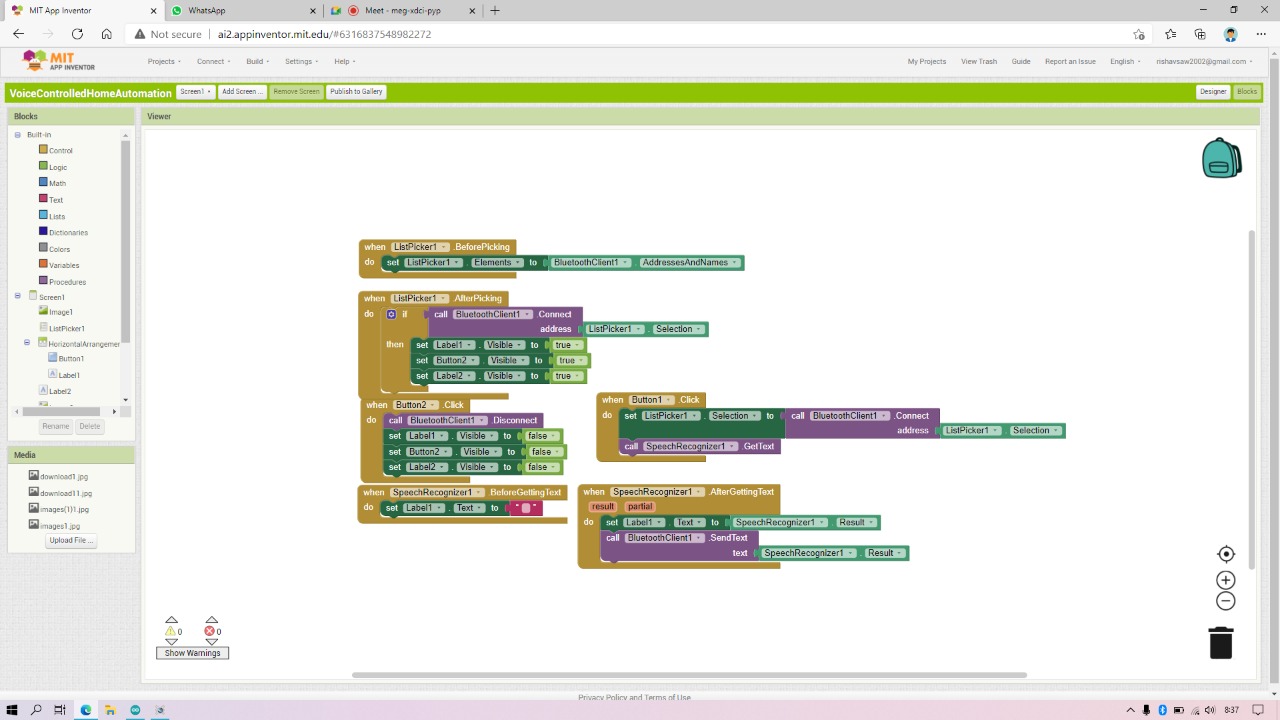 MIT App Inventor
WhatsApp
Meet - meg-xdci-pyp
Not secure
ai2.appinventor.mit.edu/#6316837548982272
MIT
APP INVENTOR
Projects
Connect
Build
Settings
Help
My Projects
View Trash
Guide
Report an Issue
English
rishavsaw2002@gmail.com
VoiceControlledHomeAutomation
Screen1
Add Screen ...
Remove Screen
Publish to Gallery
Designer
Blocks
Blocks
Viewer
Built-in
Control
Logic
Math
Text
Lists
Dictionaries
Colors
Variables
Procedures
Screen1
Image1
ListPicker1
HorizontalArrangemer
Button1
Label1
Label2
Rename
Delete
Media
download1.jpg
download11.jpg
images(1)1.jpg
images1.jpg
Upload File ...
when ListPicker1 .BeforePicking
do set ListPicker1 . Elements to BluetoothClient1 . AddressesAndNames
when ListPicker1 .AfterPicking
do if call BluetoothClient1 .Connect
address ListPicker1 . Selection
then set Label1 . Visible to true
set Button2 . Visible to true
set Label2 . Visible to true
when Button2 .Click
do call BluetoothClient1 .Disconnect
set Label1 . Visible to false
set Button2 . Visible to false
set Label2 . Visible to false
when Button1 .Click
do set ListPicker1 . Selection to call BluetoothClient1 .Connect
address ListPicker1 . Selection
call SpeechRecognizer1 .GetText
when SpeechRecognizer1 .BeforeGettingText
do set Label1 . Text to " "
when SpeechRecognizer1 .AfterGettingText
result partial
do set Label1 . Text to SpeechRecognizer1 . Result
call BluetoothClient1 .SendText
text SpeechRecognizer1 . Result
0
0
Show Warnings
Privacy Policy and Terms of Use
8:37